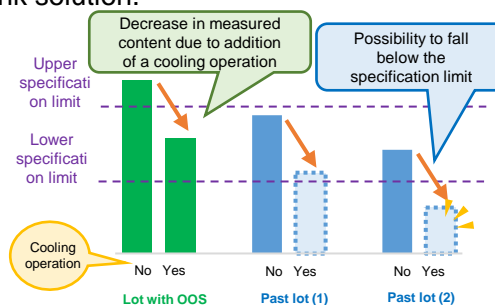 nk solution.
Decrease in measured
content due to addition
of a cooling operation
Possibility to fall
below the
specification limit
Upper
specificati
on limit
Lower
specificati
on limit
Cooling
operation
No Yes
No Yes
No Yes
Lot with OOS
Past lot (1)
Past lot (2)